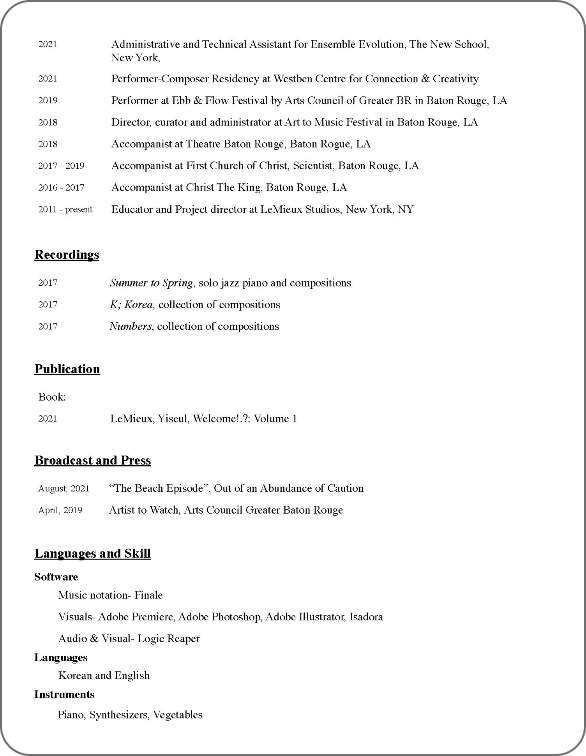 2021 Administrative and Technical Assistant for Ensemble Evolution, The New School,
New York,
2021 Performer-Composer Residency at Westben Centre for Connection & Creativity
2019 Performer at Ebb & Flow Festival by Arts Council of Greater BR in Baton Rouge, LA
2018 Director, curator and administrator at Art to Music Festival in Baton Rouge, LA
2018 Accompanist at Theatre Baton Rouge, Baton Rogue, LA
2017 - 2019 Accompanist at First Church of Christ, Scientist, Baton Rouge, LA
2016 - 2017 Accompanist at Christ The King, Baton Rouge, LA
2011 - present Educator and Project director at LeMieux Studios, New York, NY
Recordings
2017 Summer to Spring, solo jazz piano and compositions
2017 K; Korea, collection of compositions
2017 Numbers, collection of compositions
Publication
Book:
2021 LeMieux, Yiseul, Welcome!.?: Volume 1
Broadcast and Press
August, 2021 “The Beach Episode”, Out of an Abundance of Caution
April, 2019 Artist to Watch, Arts Council Greater Baton Rouge
Languages and Skill
Software
Music notation- Finale
Visuals- Adobe Premiere, Adobe Photoshop, Adobe Illustrator, Isadora
Audio & Visual- Logic Reaper
Languages
Korean and English
Instruments
Piano, Synthesizers, Vegetables